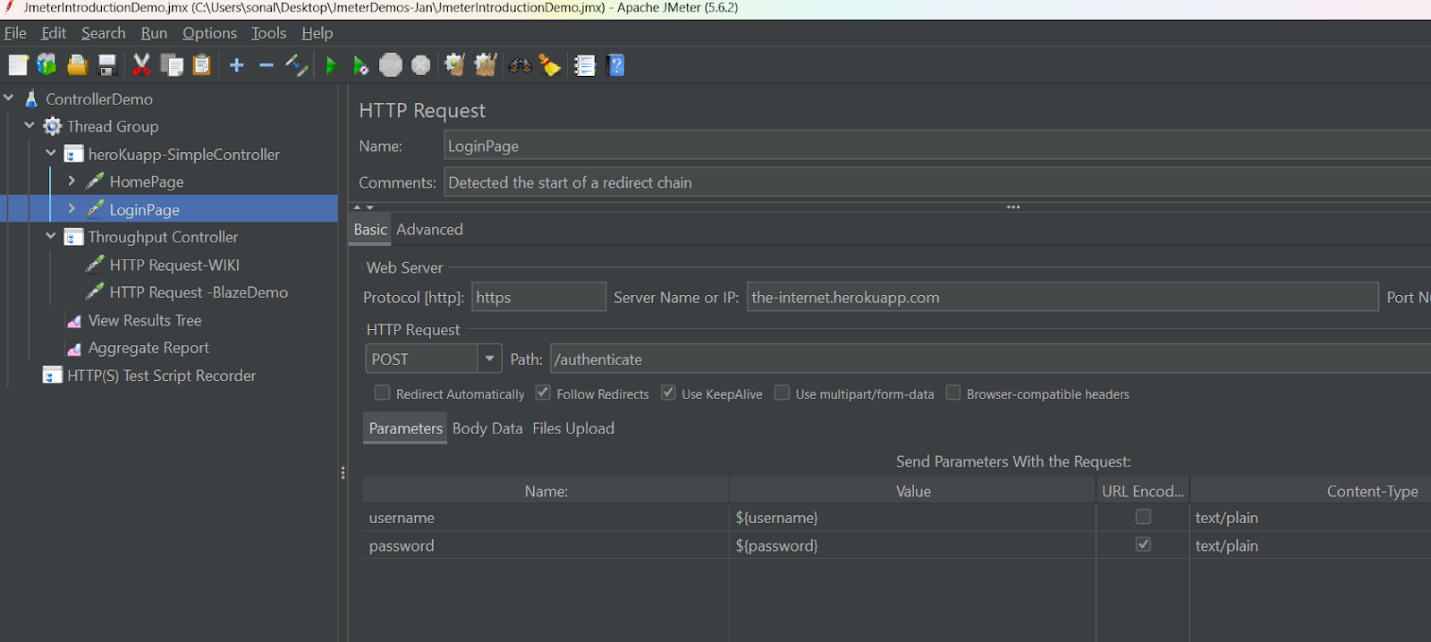 JmeterIntroductionDemo.jmx (C:\Users\sonal\Desktop\JmeterDemos-Jan\JmeterIntroductionDemo.jmx) - Apache JMeter (5.6.2)
File Edit Search Run Options Tools Help
ControllerDemo
Thread Group
heroKuapp-SimpleController
HomePage
LoginPage
Throughput Controller
HTTP Request-WIKI
HTTP Request -BlazeDemo
View Results Tree
Aggregate Report
HTTP(S) Test Script Recorder
HTTP Request
Name: LoginPage
Comments: Detected the start of a redirect chain
Basic Advanced
Web Server
Protocol [http]: https Server Name or IP: the-internet.herokuapp.com Port Nu
HTTP Request
POST Path: /authenticate
Redirect Automatically Follow Redirects Use KeepAlive Use multipart/form-data Browser-compatible headers
Parameters Body Data Files Upload
Send Parameters With the Request:
Name: Value URL Encod... Content-Type
username ${username} text/plain
password ${password} text/plain